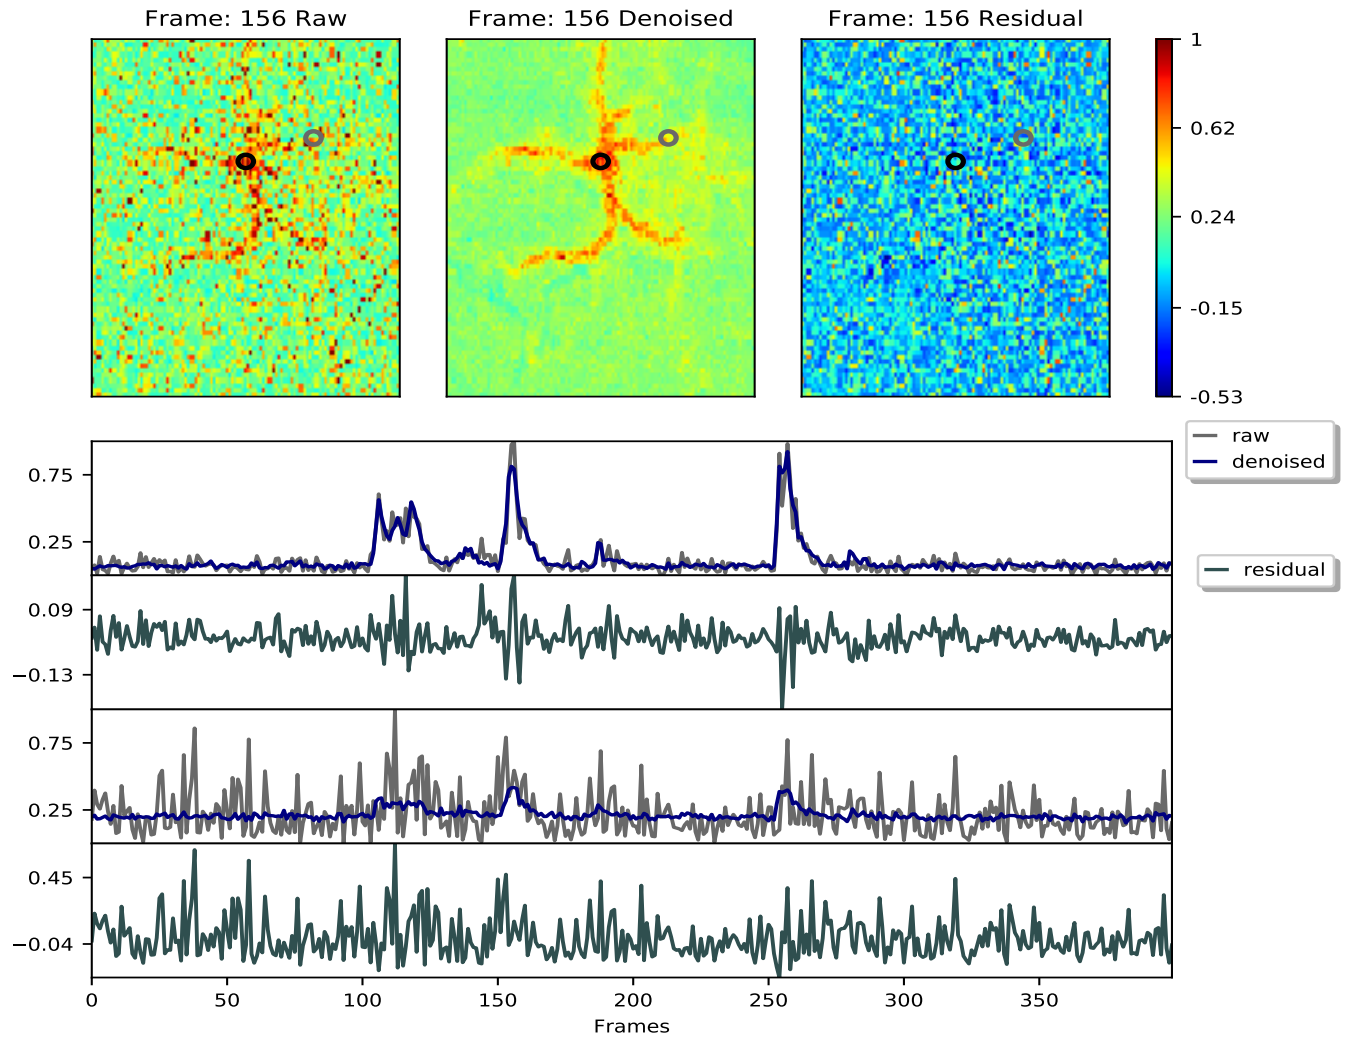 Frame: 156 Raw
Frame: 156 Denoised
Frame: 156 Residual
1
0.62
0.24
-0.15
-0.53
raw
denoised
0.75
0.25
residual
0.09
−0.13
0.75
0.25
0.45
−0.04
0 50 100 150 200 250 300 350
Frames